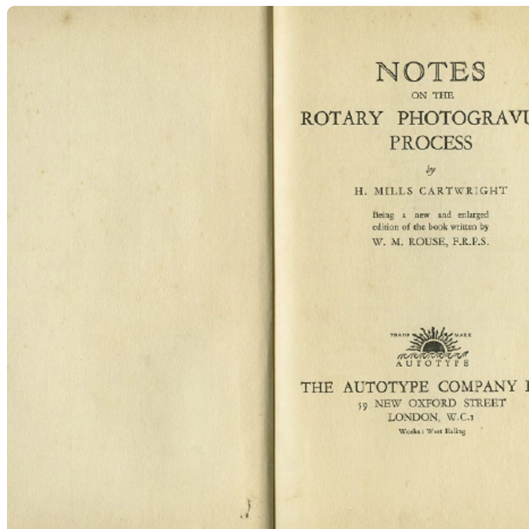 NOTES
ON THE
ROTARY PHOTOGRAVU
PROCESS
by
H. MILLS CARTWRIGHT
Being a new and enlarged
edition of the book written by
W. M. ROUSE, F.R.P.S.
TRADE MARK
AUTOTYPE
THE AUTOTYPE COMPANY
59 NEW OXFORD STREET
LONDON, W.C.1
Works: West Ealing